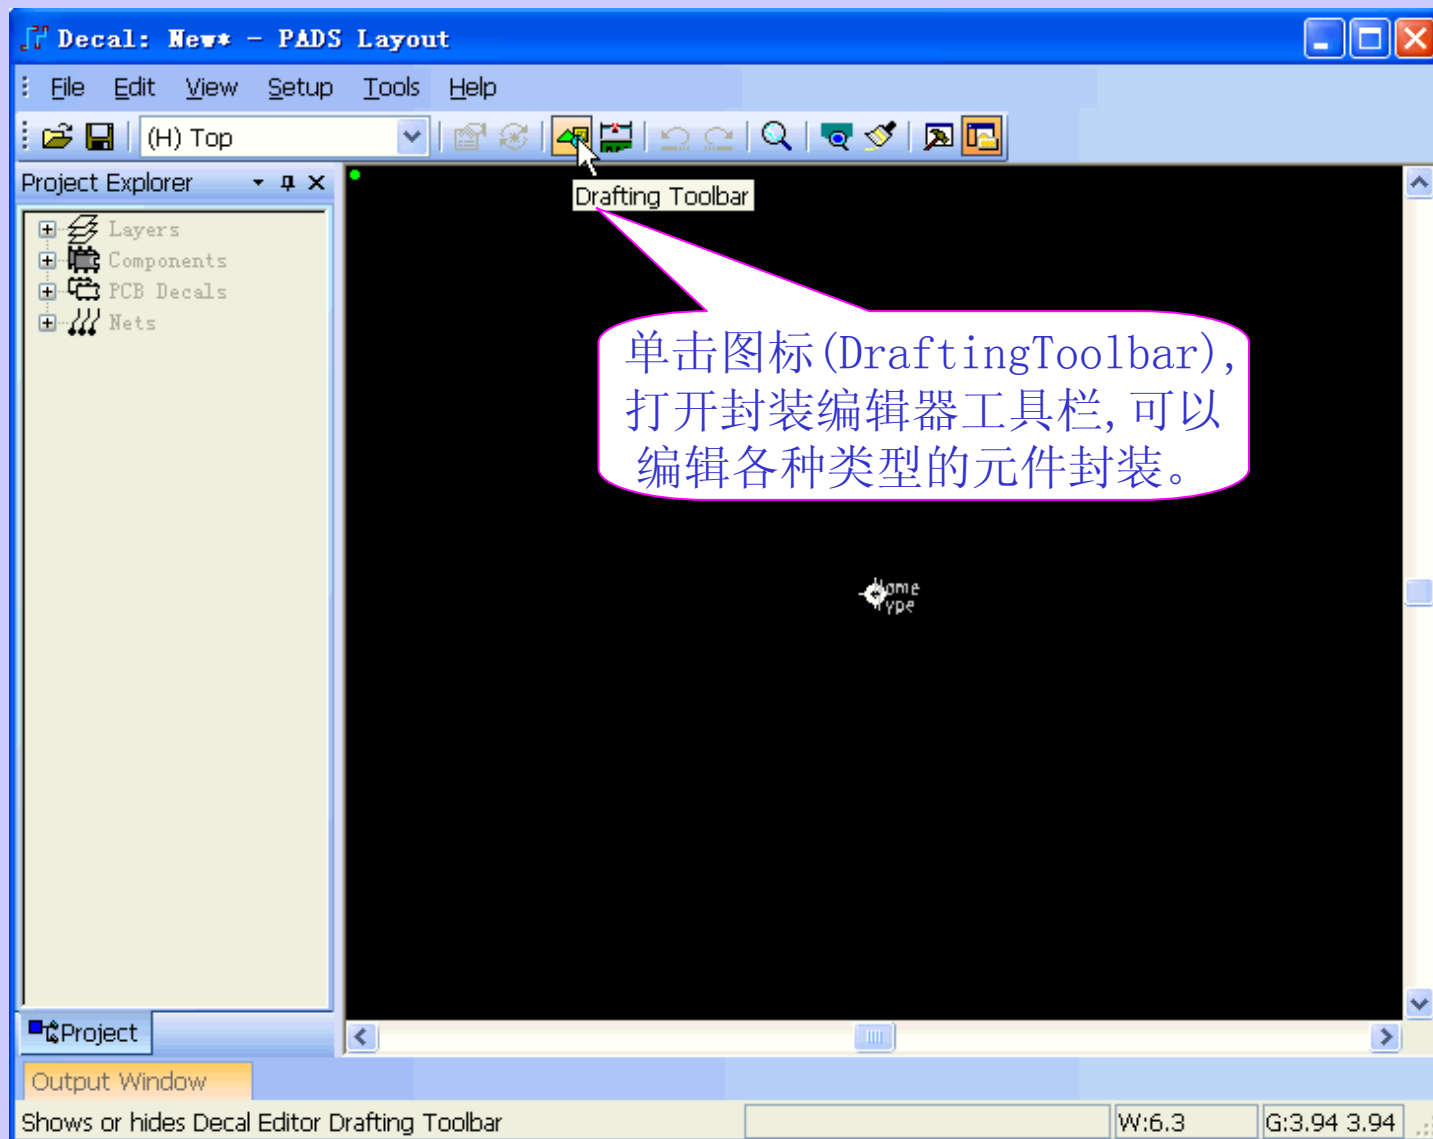 Decal: New* - PADS Layout
File Edit View Setup Tools Help
(H) Top
Project Explorer
Drafting Toolbar
Layers
Components
PCB Decals
Nets
单击图标(DraftingToolbar),
打开封装编辑器工具栏,可以
编辑各种类型的元件封装。
Name
Type
Project
Output Window
Shows or hides Decal Editor Drafting Toolbar
W:6.3
G:3.94 3.94